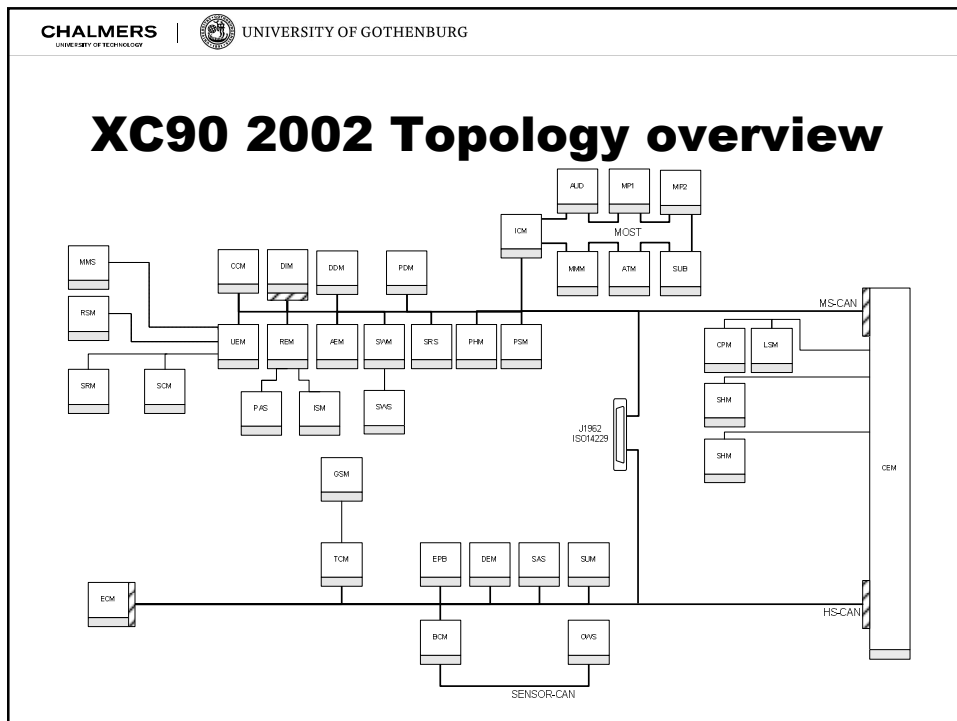 CHALMERS
UNIVERSITY OF TECHNOLOGY
UNIVERSITY OF GOTHENBURG
XC90 2002 Topology overview
AUD
MP1
MP2
ICM
MOST
MMM
ATM
SUB
MMS
CCM
DIM
DDM
PDM
MS-CAN
RSM
UEM
REM
AEM
SWM
SRS
PHM
PSM
CPM
LSM
SRM
SCM
PAS
ISM
SWS
SHM
J1962
ISO14229
SHM
CEM
GSM
TCM
EPB
DEM
SAS
SUM
ECM
HS-CAN
BCM
OWS
SENSOR-CAN